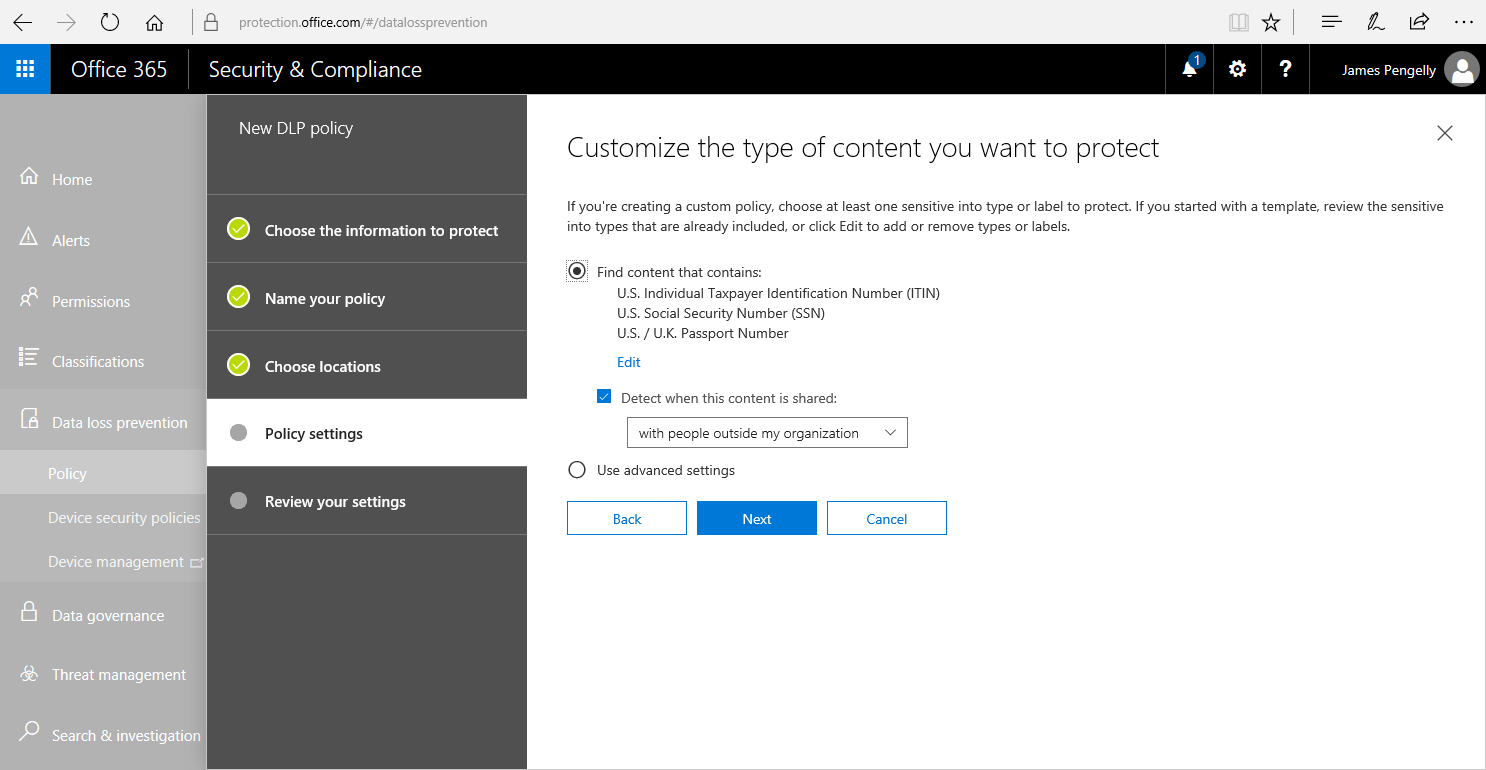 protection.office.com/#/datalossprevention
Office 365
Security & Compliance
1
?
James Pengelly
Home
Alerts
Permissions
Classifications
Data loss prevention
Policy
Device security policies
Device management
Data governance
Threat management
Search & investigation
New DLP policy
Choose the information to protect
Name your policy
Choose locations
Policy settings
Review your settings
Customize the type of content you want to protect
If you're creating a custom policy, choose at least one sensitive into type or label to protect. If you started with a template, review the sensitive
into types that are already included, or click Edit to add or remove types or labels.
Find content that contains:
U.S. Individual Taxpayer Identification Number (ITIN)
U.S. Social Security Number (SSN)
U.S. / U.K. Passport Number
Edit
Detect when this content is shared:
with people outside my organization
Use advanced settings
Back
Next
Cancel